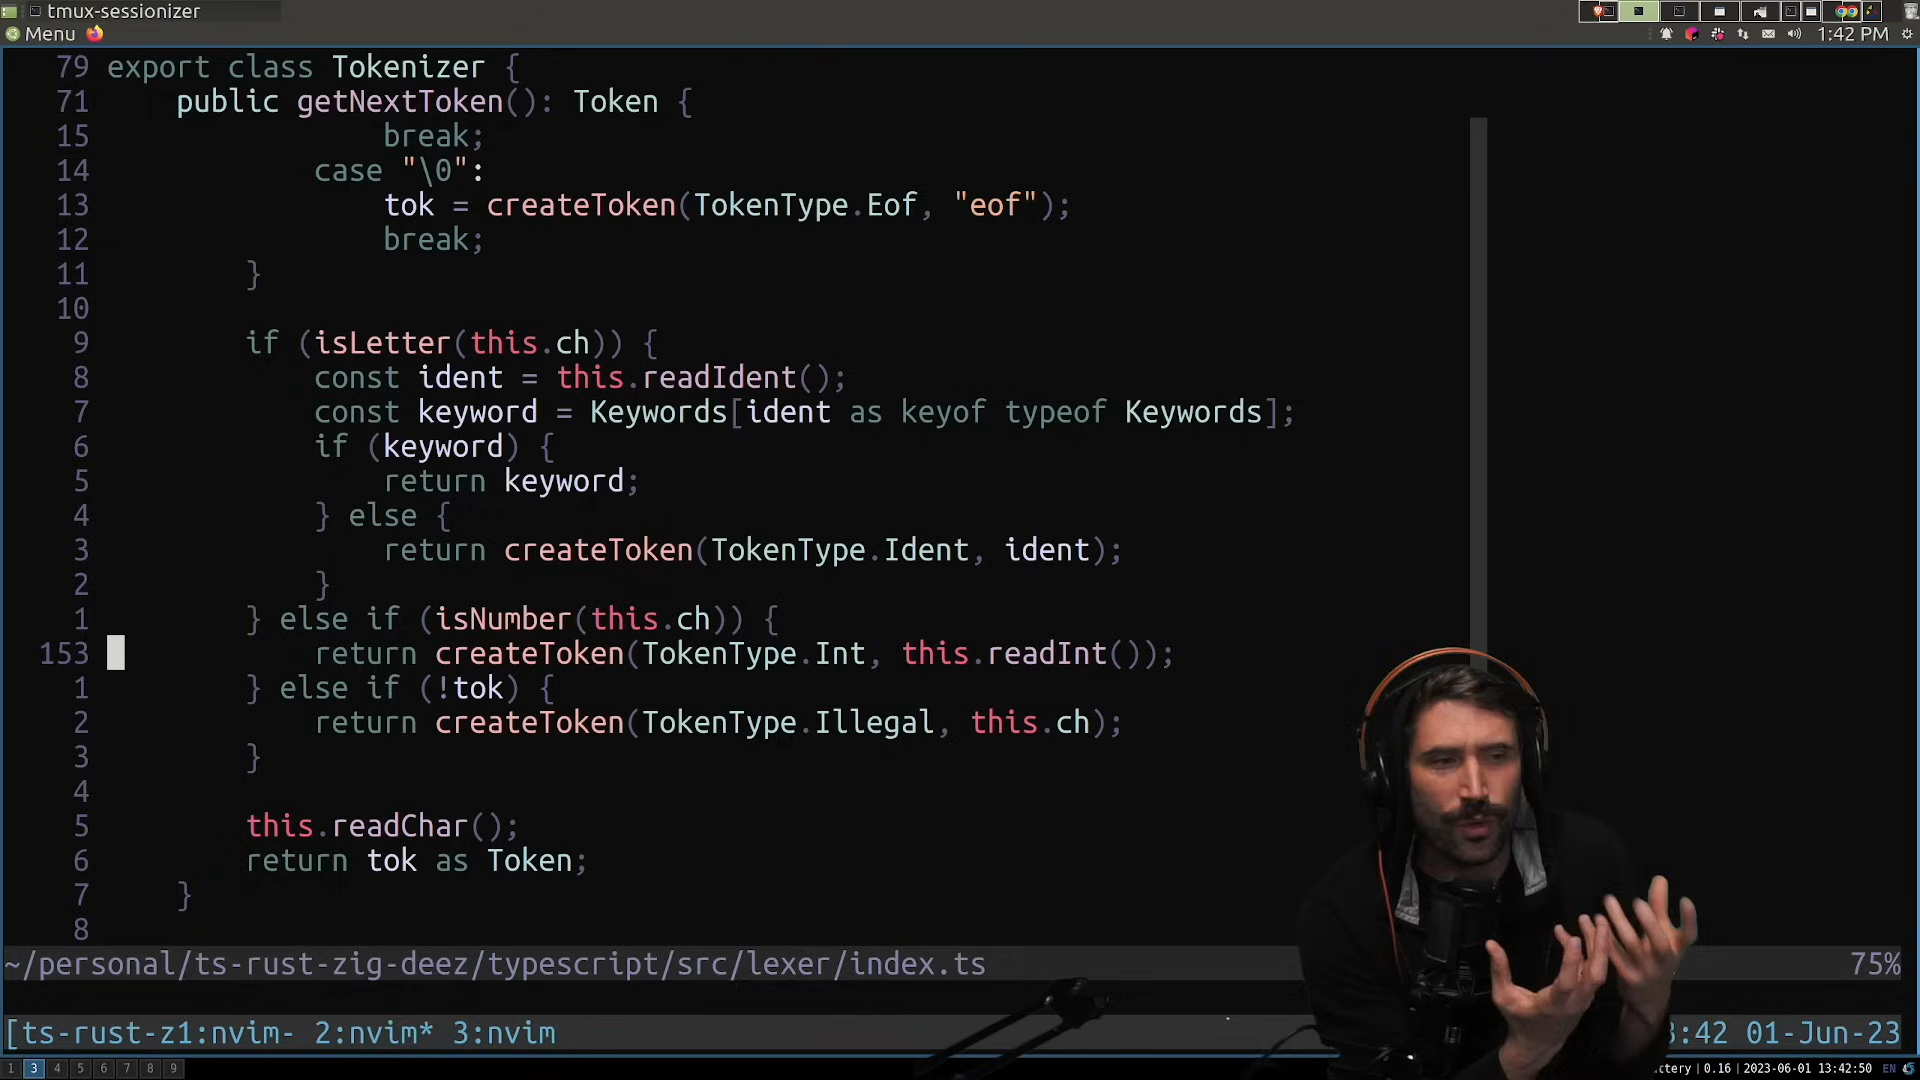 tmux-sessionizer
Menu
1:42 PM
79 export class Tokenizer {
71     public getNextToken(): Token {
15                 break;
14             case "\0":
13                 tok = createToken(TokenType.Eof, "eof");
12                 break;
11         }
10
9         if (isLetter(this.ch)) {
8             const ident = this.readIdent();
7             const keyword = Keywords[ident as keyof typeof Keywords];
6             if (keyword) {
5                 return keyword;
4             } else {
3                 return createToken(TokenType.Ident, ident);
2             }
1         } else if (isNumber(this.ch)) {
153             return createToken(TokenType.Int, this.readInt());
1         } else if (!tok) {
2             return createToken(TokenType.Illegal, this.ch);
3         }
4
5         this.readChar();
6         return tok as Token;
7     }
8
~/personal/ts-rust-zig-deez/typescript/src/lexer/index.ts 75%
[ts-rust-z1:nvim- 2:nvim* 3:nvim 3:42 01-Jun-23
1 3 4 5 6 7 8 9 ttery | 0.16 | 2023-06-01 13:42:50 EN